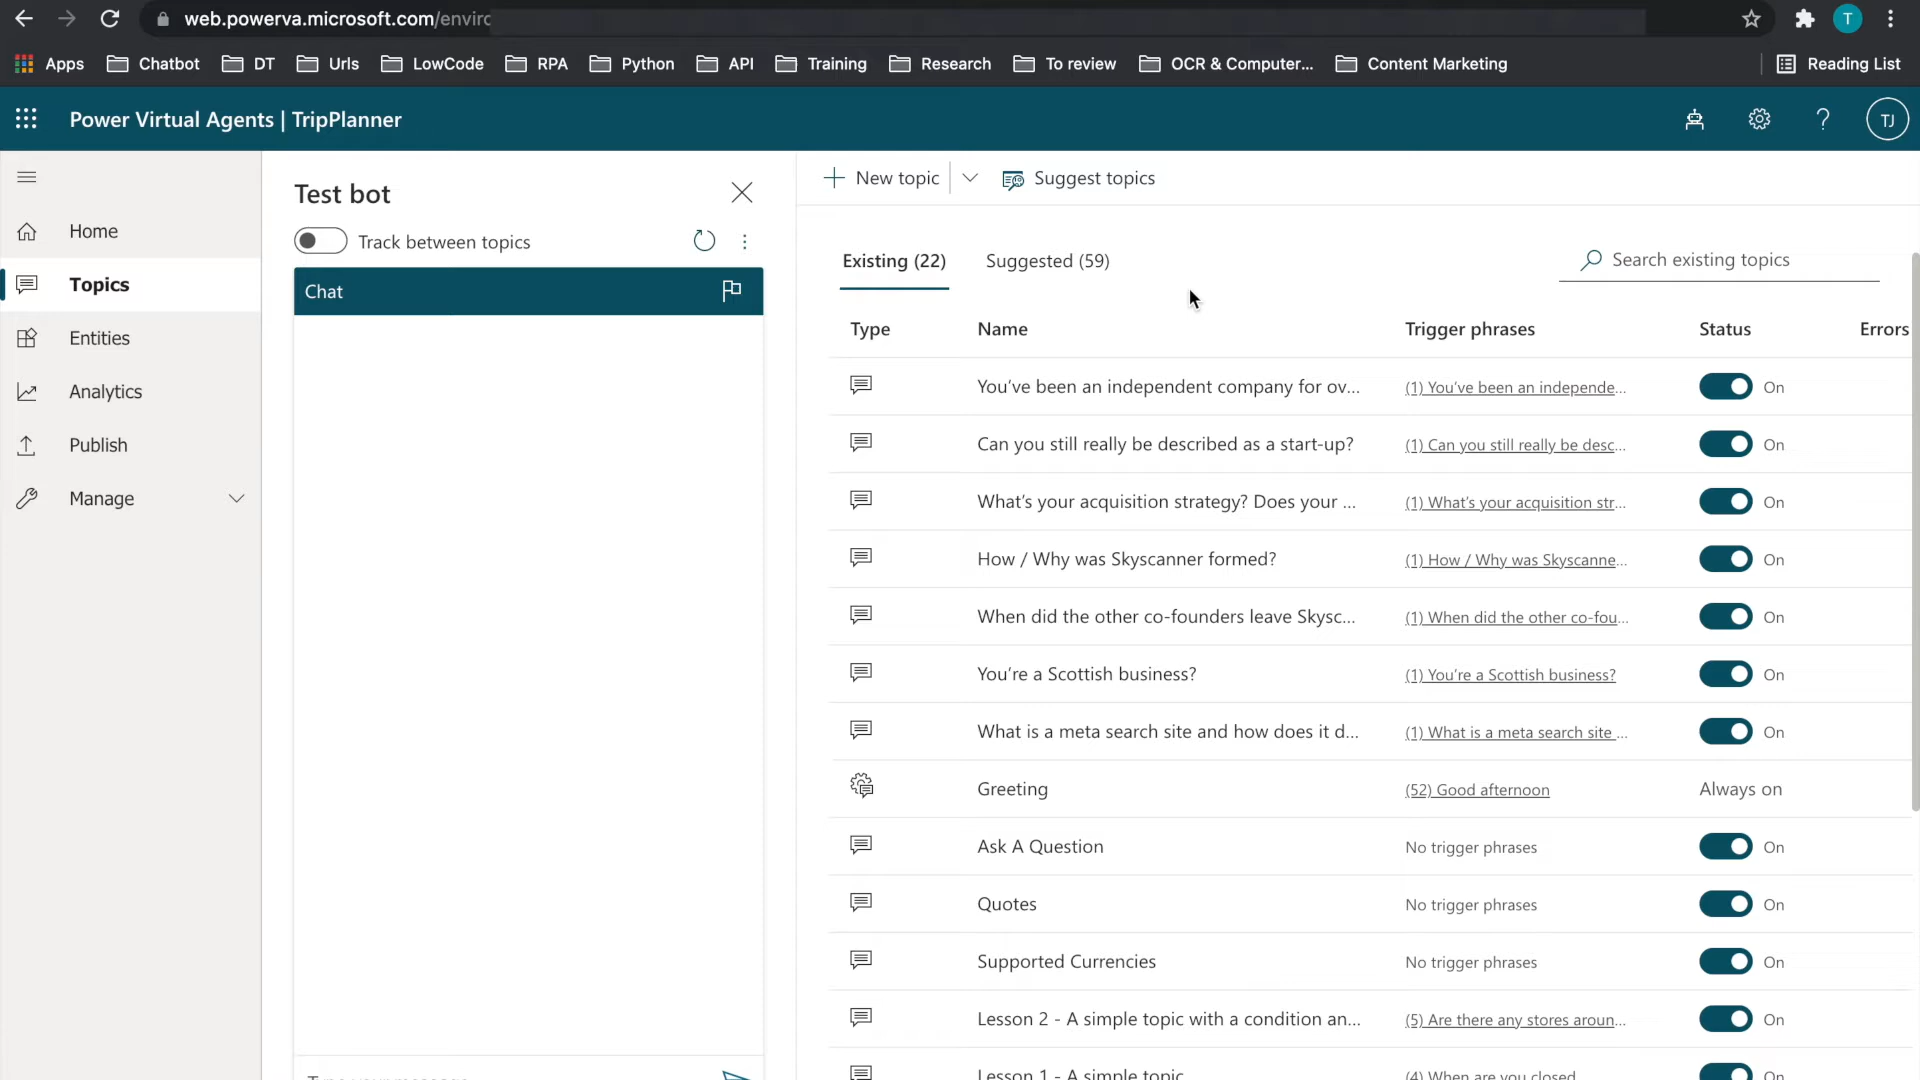 web.powerva.microsoft.com/enviro
T
Apps Chatbot DT Urls LowCode RPA Python API Training Research To review OCR & Computer... Content Marketing Reading List
Power Virtual Agents | TripPlanner
TJ
Home
Topics
Entities
Analytics
Publish
Manage
Test bot
Track between topics
Chat
New topic Suggest topics
Existing (22) Suggested (59) Search existing topics
Type Name Trigger phrases Status Errors
You've been an independent company for ov... (1) You've been an independe... On
Can you still really be described as a start-up? (1) Can you still really be desc... On
What's your acquisition strategy? Does your ... (1) What's your acquisition str... On
How / Why was Skyscanner formed? (1) How / Why was Skyscanne... On
When did the other co-founders leave Skysc... (1) When did the other co-fou... On
You're a Scottish business? (1) You're a Scottish business? On
What is a meta search site and how does it d... (1) What is a meta search site ... On
Greeting (52) Good afternoon Always on
Ask A Question No trigger phrases On
Quotes No trigger phrases On
Supported Currencies No trigger phrases On
Lesson 2 - A simple topic with a condition an... (5) Are there any stores aroun... On
Lesson 1 - A simple topic (4) When are you closed On
Type your message